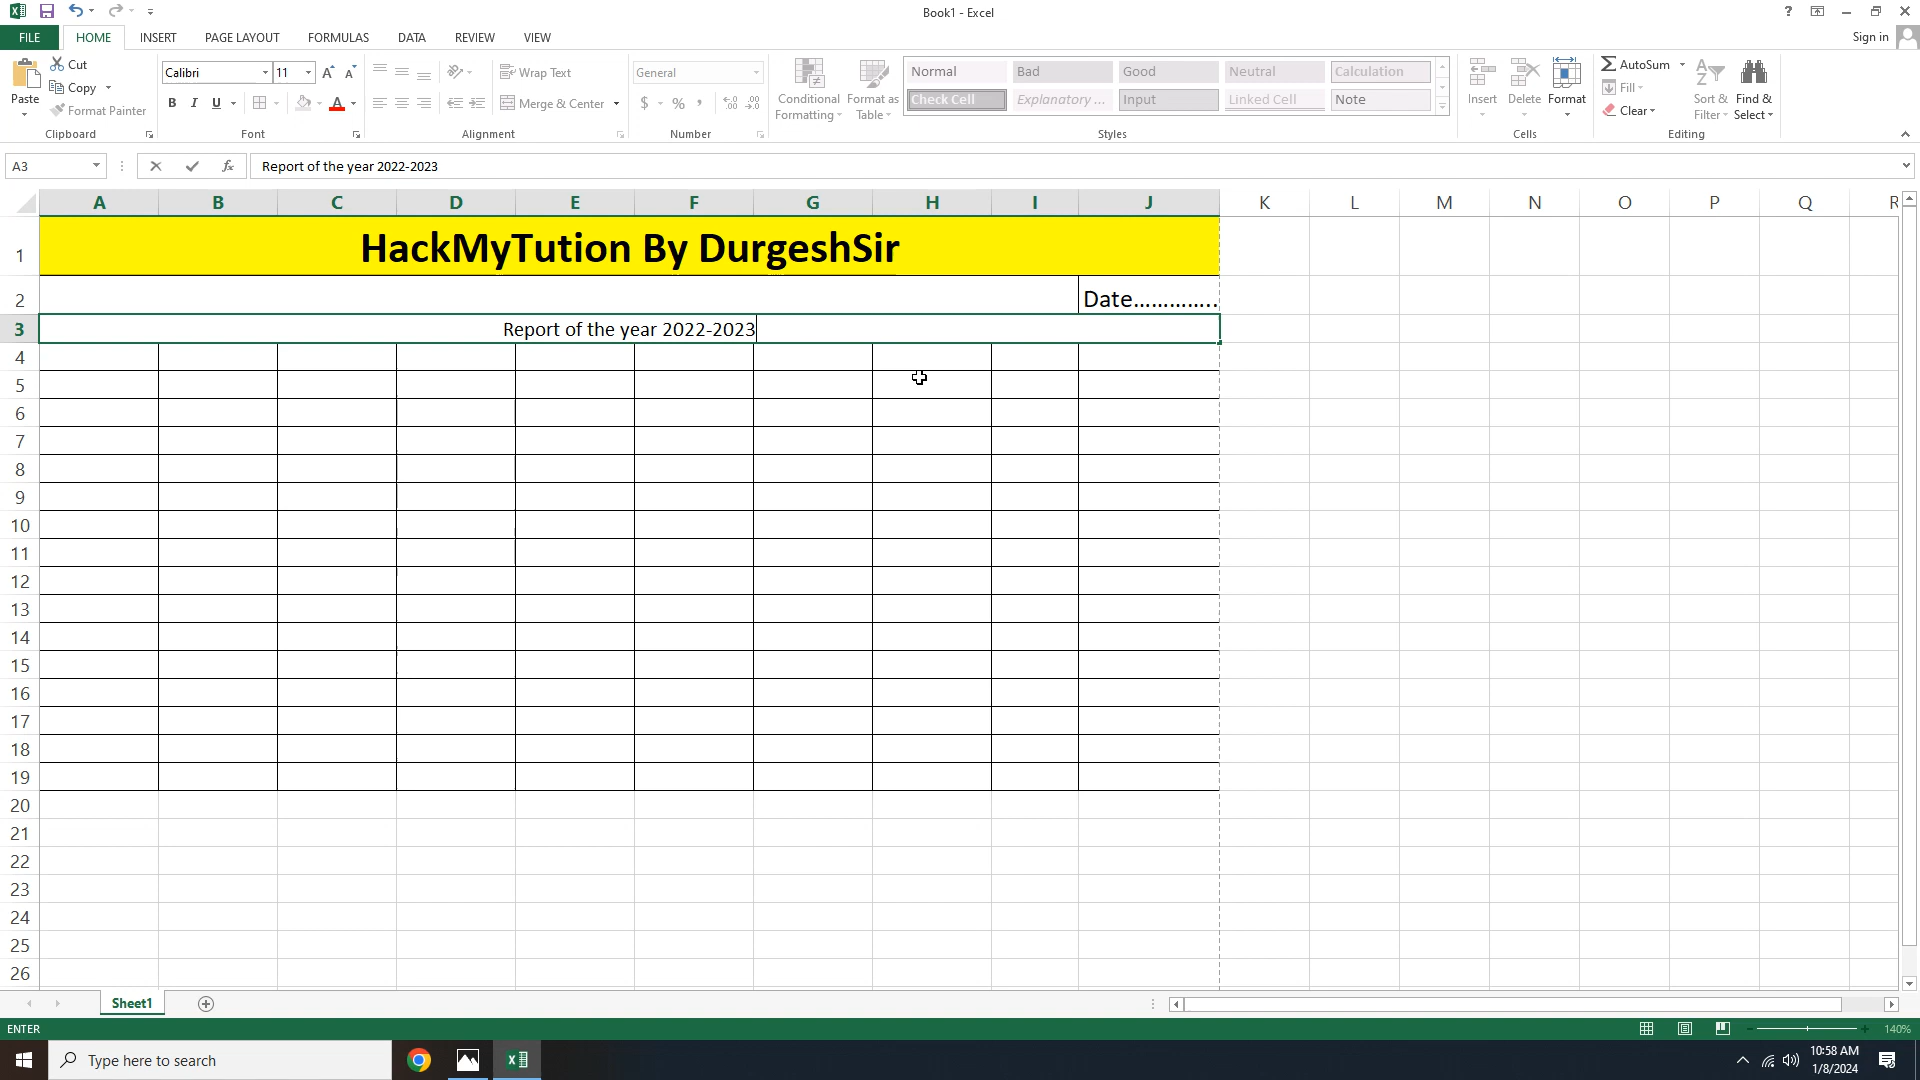 Book1 - Excel
?
FILE HOME INSERT PAGE LAYOUT FORMULAS DATA REVIEW VIEW Sign in
Paste
Cut
Copy
Format Painter
Clipboard
Calibri 11
B I U
Font
Wrap Text
Merge & Center
Alignment
General
$ % ,
Number
Conditional Formatting
Format as Table
Normal Bad Good Neutral Calculation
Check Cell Explanatory ... Input Linked Cell Note
Styles
Insert Delete Format
Cells
AutoSum
Fill
Clear
Sort & Filter
Find & Select
Editing
A3 fx Report of the year 2022-2023
A B C D E F G H I J K L M N O P Q R
1 HackMyTution By DurgeshSir
2 Date..............
3 Report of the year 2022-2023
4
5
6
7
8
9
10
11
12
13
14
15
16
17
18
19
20
21
22
23
24
25
26
Sheet1
ENTER 140%
Type here to search
10:58 AM
1/8/2024